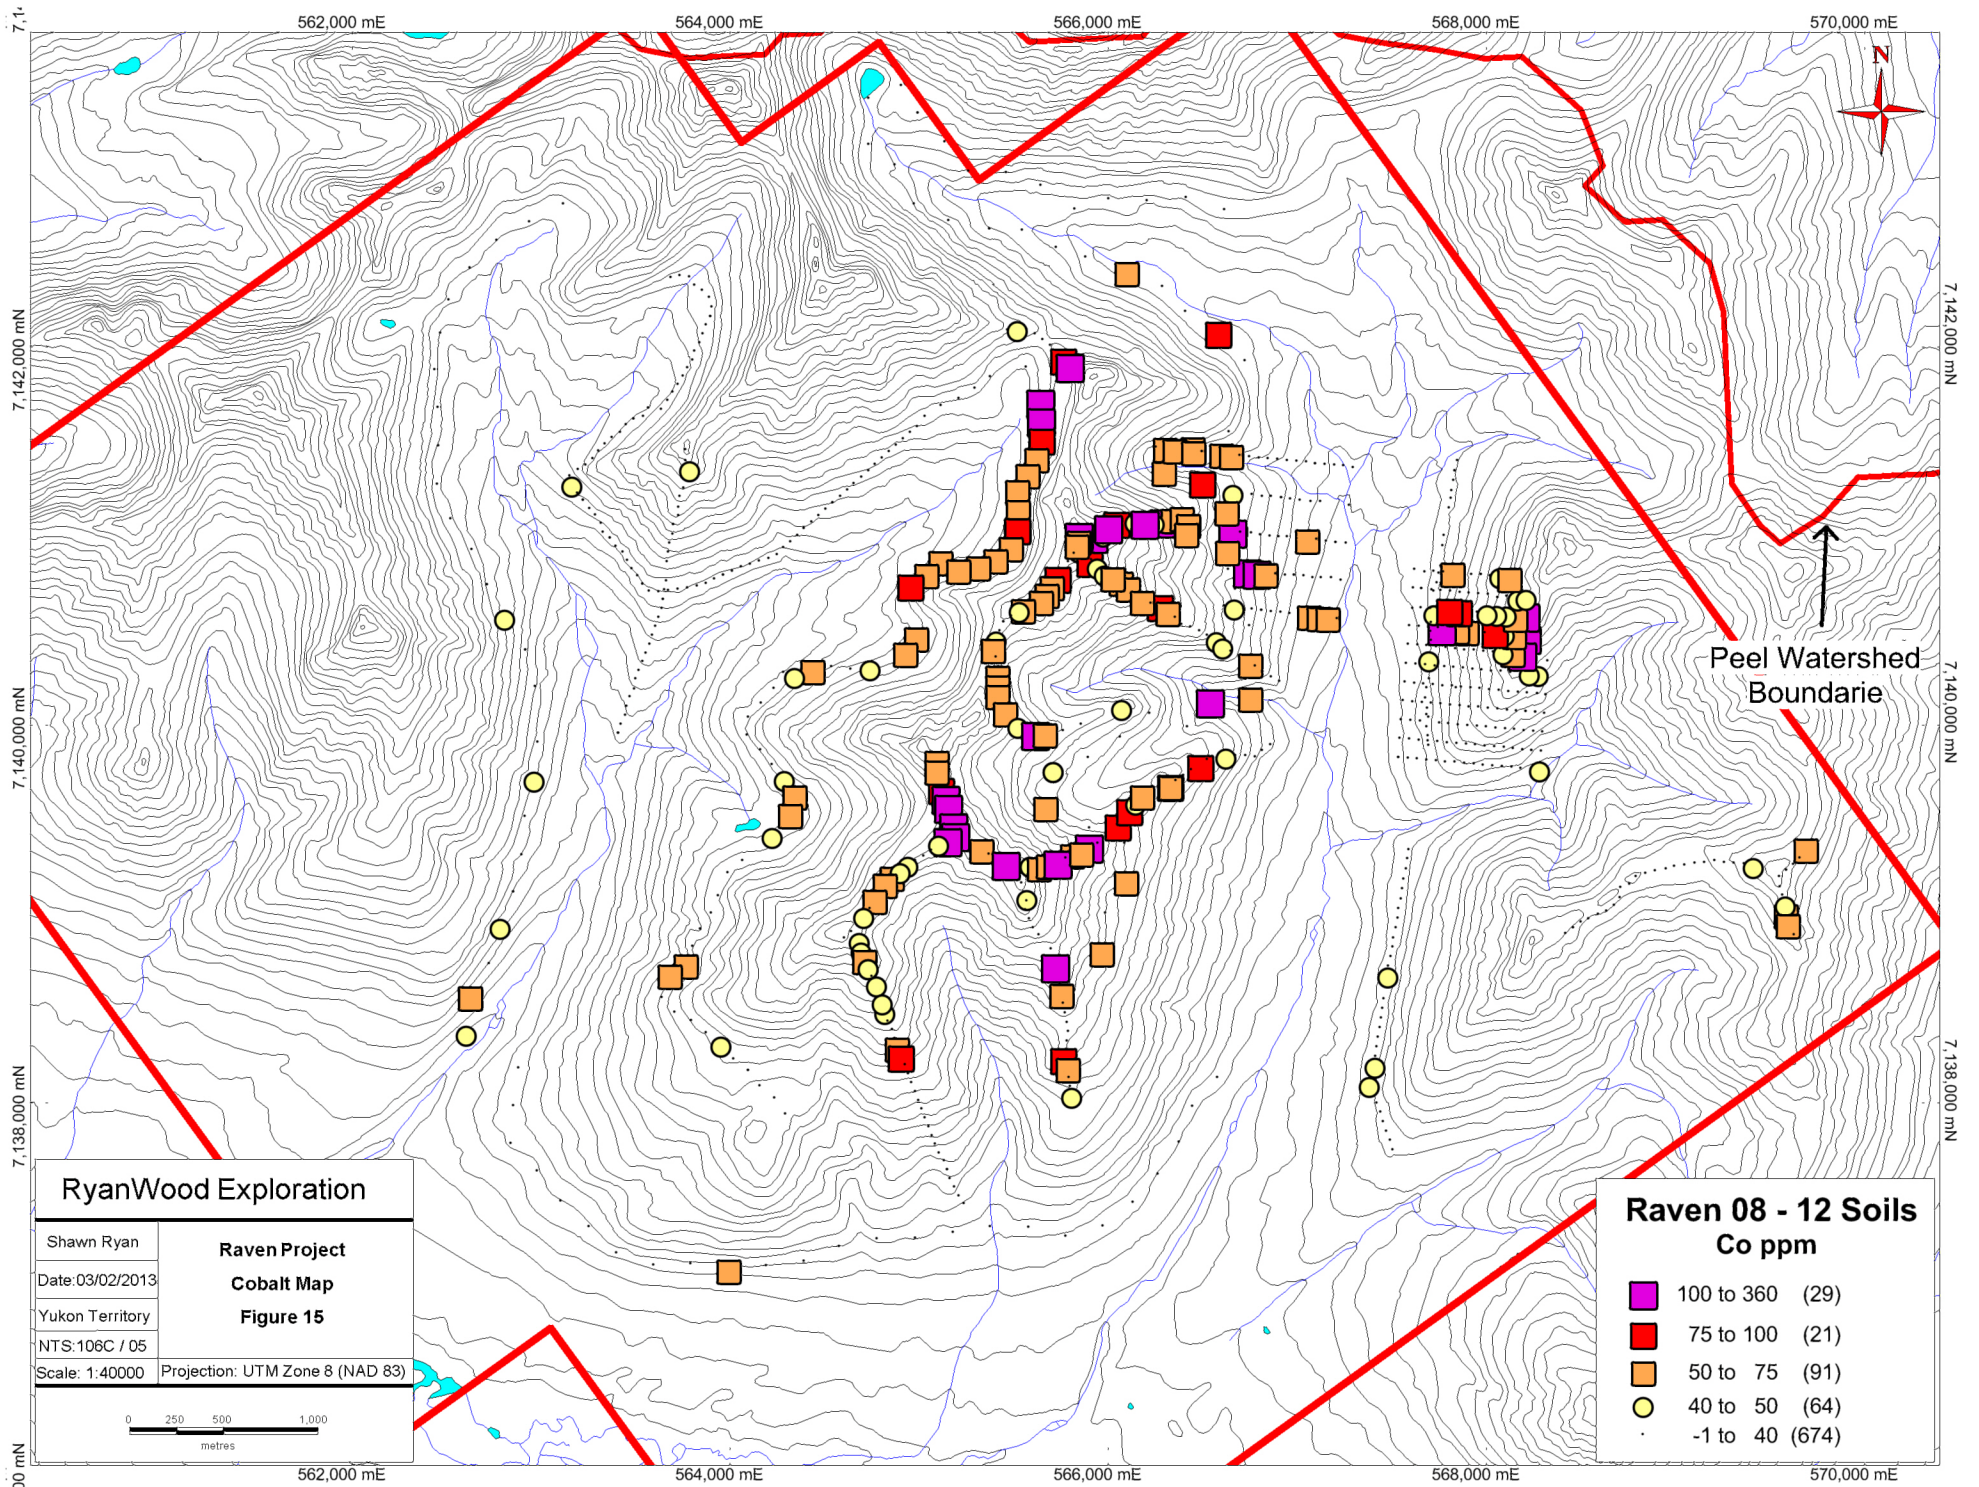 562,000 mE
564,000 mE
566,000 mE
568,000 mE
570,000 mE
N
7,142,000 mN
7,142,000 mN
7,140,000 mN
7,140,000 mN
7,138,000 mN
7,138,000 mN
Peel Watershed
Boundarie
RyanWood Exploration
Shawn Ryan
Date:03/02/2013
Yukon Territory
NTS:106C / 05
Scale: 1:40000
Raven Project
Cobalt Map
Figure 15
Projection: UTM Zone 8 (NAD 83)
0 250 500 1,000
metres
Raven 08 - 12 Soils
Co ppm
100 to 360 (29)
75 to 100 (21)
50 to 75 (91)
40 to 50 (64)
-1 to 40 (674)
562,000 mE
564,000 mE
566,000 mE
568,000 mE
570,000 mE